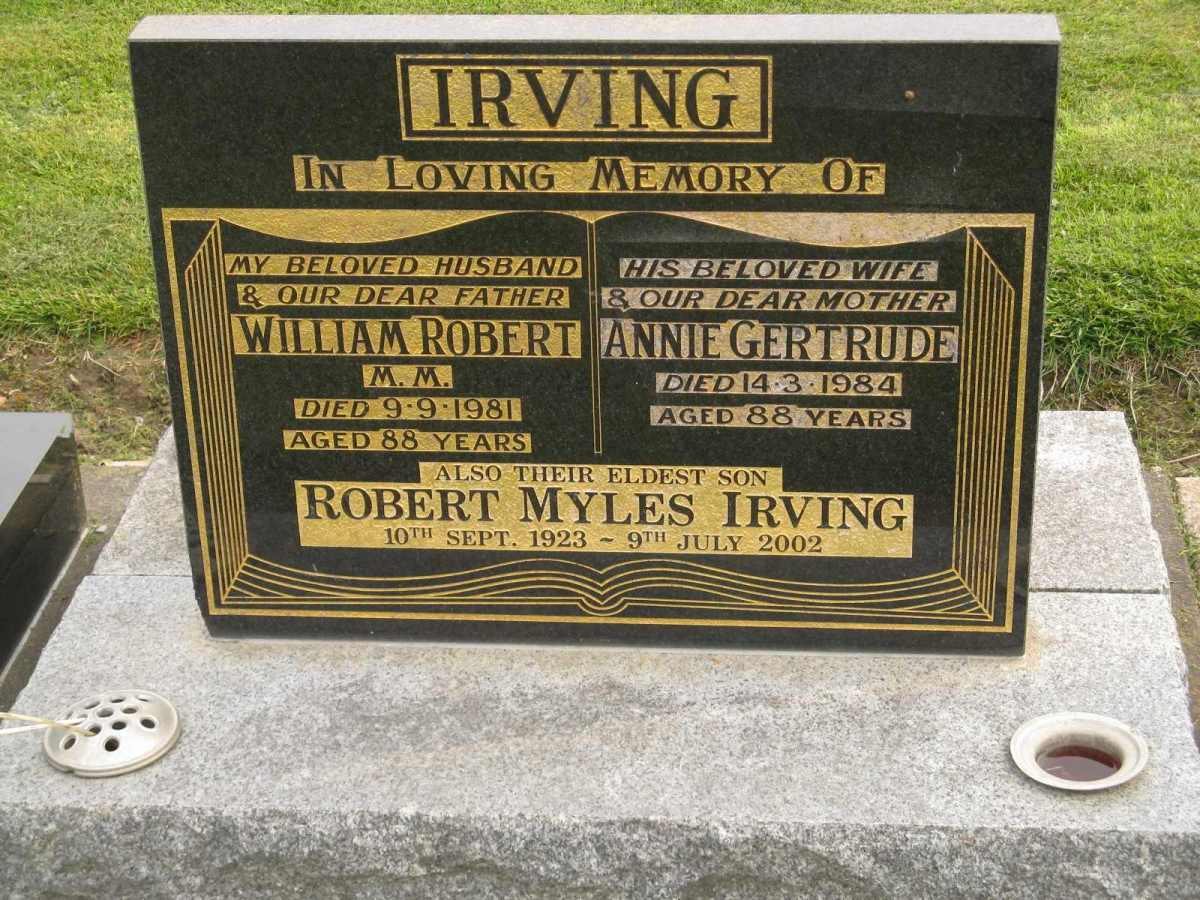 IRVING
IN LOVING MEMORY OF
MY BELOVED HUSBAND
& OUR DEAR FATHER
WILLIAM ROBERT
M.M.
DIED 9·9·1981
AGED 88 YEARS
HIS BELOVED WIFE
& OUR DEAR MOTHER
ANNIE GERTRUDE
DIED 14·3·1984
AGED 88 YEARS
ALSO THEIR ELDEST SON
ROBERT MYLES IRVING
10TH SEPT. 1923 ~ 9TH JULY 2002